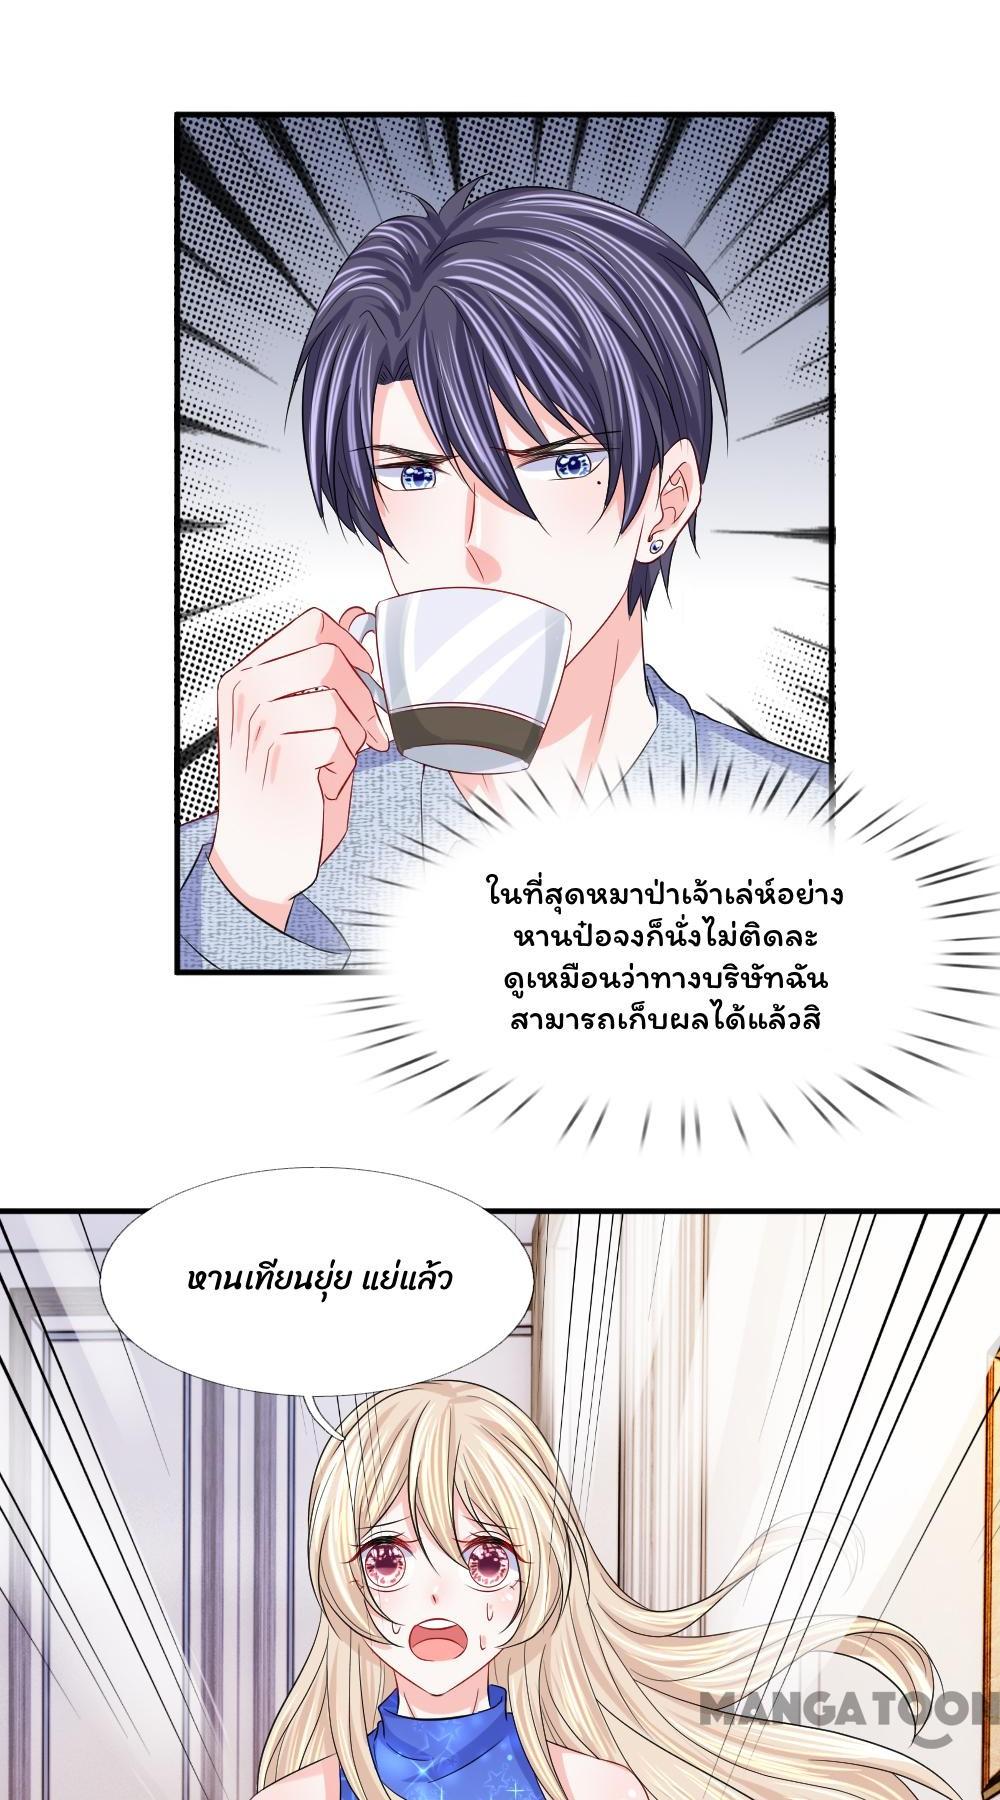 ในที่สุดหมาป่าเจ้าเล่ห์อย่าง
หานป๋อจงก็นั่งไม่ติดละ
ดูเหมือนว่าทางบริษัทฉัน
สามารถเก็บผลได้แล้วสิ
หานเทียนยุ่ย แย่แล้ว
MANGATOON